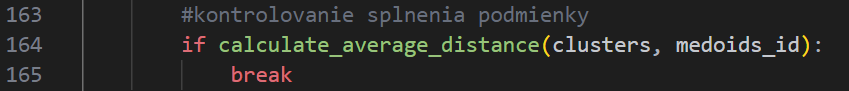 163 #kontrolovanie splnenia podmienky
164 if calculate_average_distance(clusters, medoids_id):
165 break